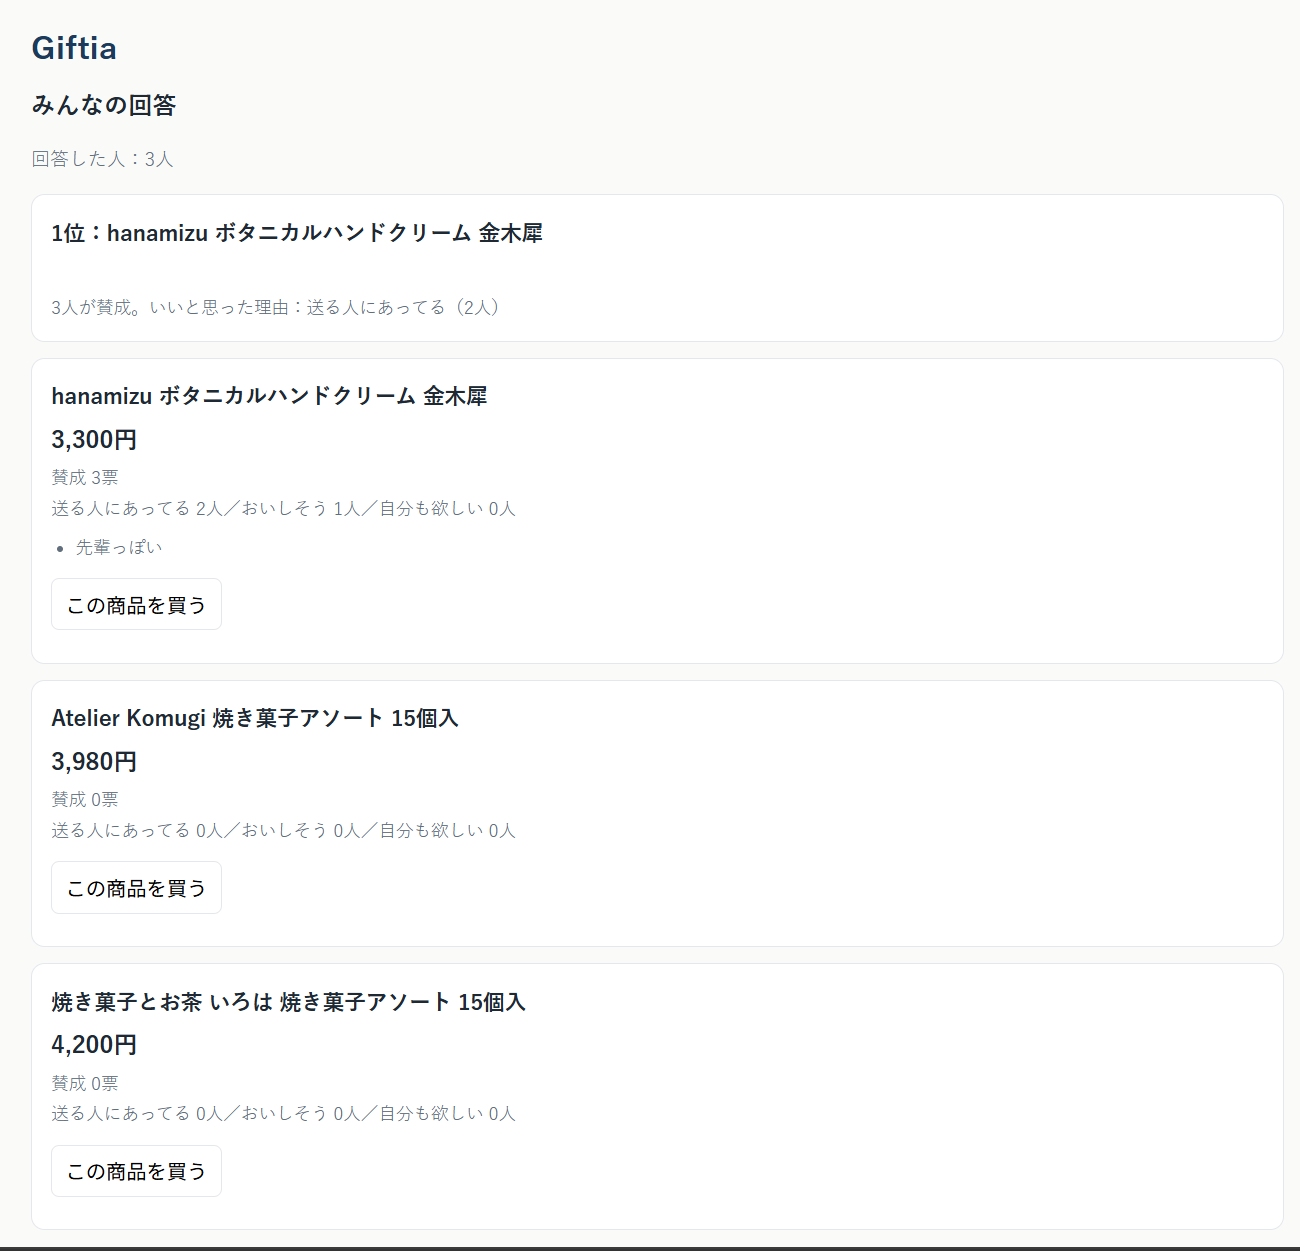 Giftia
みんなの回答
回答した人：3人
1位：hanamizu ボタニカルハンドクリーム 金木犀
3人が賛成。いいと思った理由：送る人にあってる（2人）
hanamizu ボタニカルハンドクリーム 金木犀
3,300円
賛成 3票
送る人にあってる 2人／おいしそう 1人／自分も欲しい 0人
• 先輩っぽい
この商品を買う
Atelier Komugi 焼き菓子アソート 15個入
3,980円
賛成 0票
送る人にあってる 0人／おいしそう 0人／自分も欲しい 0人
この商品を買う
焼き菓子とお茶 いろは 焼き菓子アソート 15個入
4,200円
賛成 0票
送る人にあってる 0人／おいしそう 0人／自分も欲しい 0人
この商品を買う